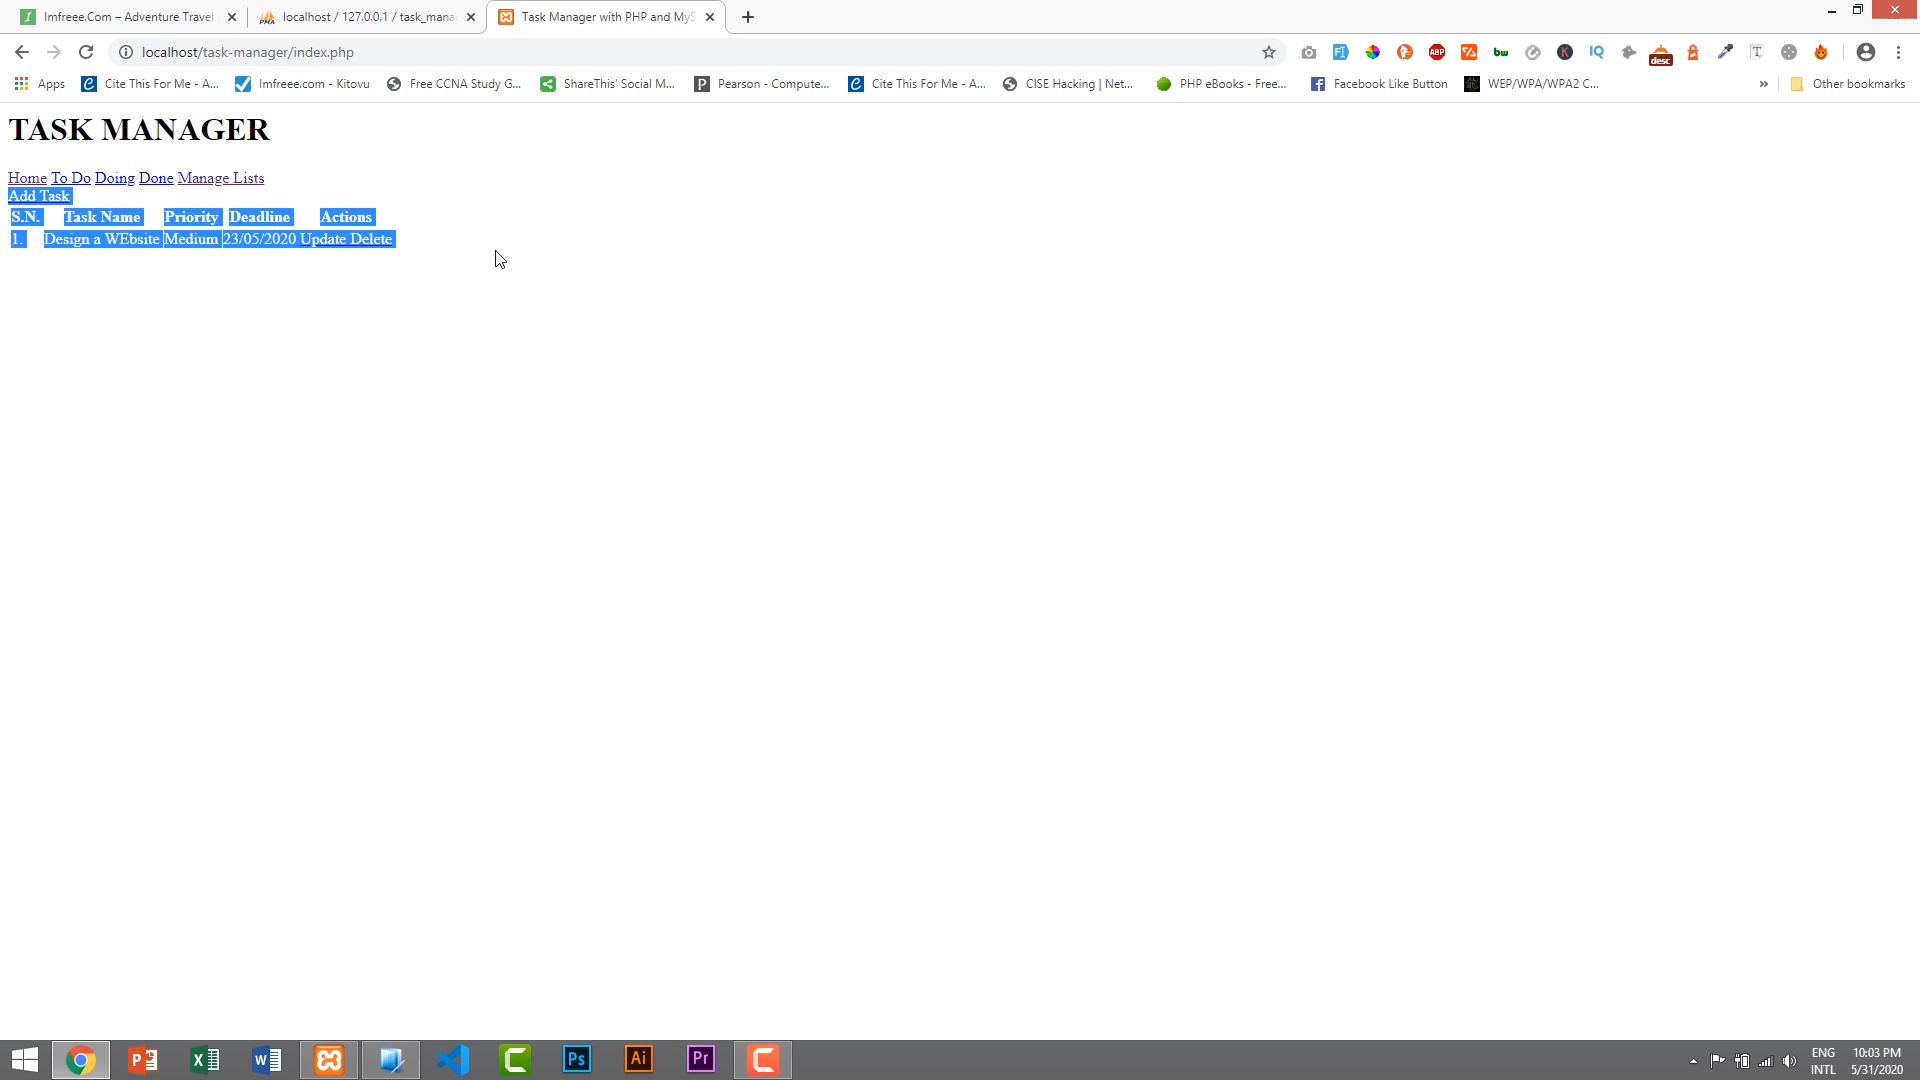 Imfreee.Com – Adventure Travel
localhost / 127.0.0.1 / task_mana
Task Manager with PHP and MyS
localhost/task-manager/index.php
Apps
Cite This For Me - A...
Imfreee.com - Kitovu
Free CCNA Study G...
ShareThis' Social M...
Pearson - Compute...
Cite This For Me - A...
CISE Hacking | Net...
PHP eBooks - Free...
Facebook Like Button
WEP/WPA/WPA2 C...
Other bookmarks
TASK MANAGER
Home To Do Doing Done Manage Lists
Add Task
S.N. Task Name Priority Deadline Actions
1. Design a WEbsite Medium 23/05/2020 Update Delete
ENG 10:03 PM
INTL 5/31/2020